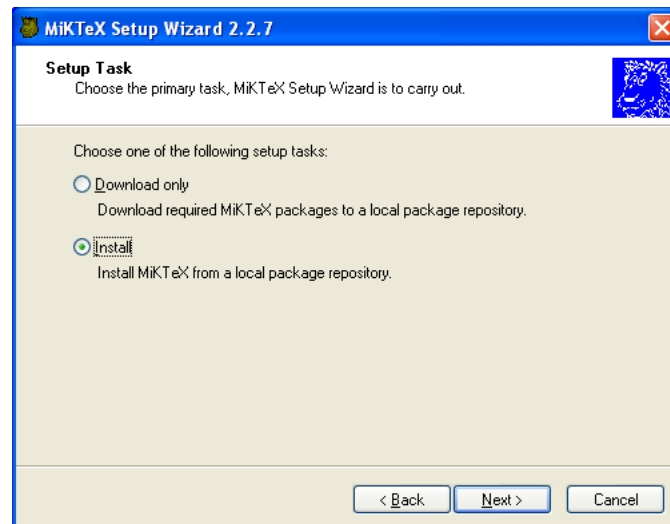 MiKTeX Setup Wizard 2.2.7
Setup Task
Choose the primary task, MiKTeX Setup Wizard is to carry out.
Choose one of the following setup tasks:
Download only
Download required MiKTeX packages to a local package repository.
Install
Install MiKTeX from a local package repository.
< Back Next > Cancel